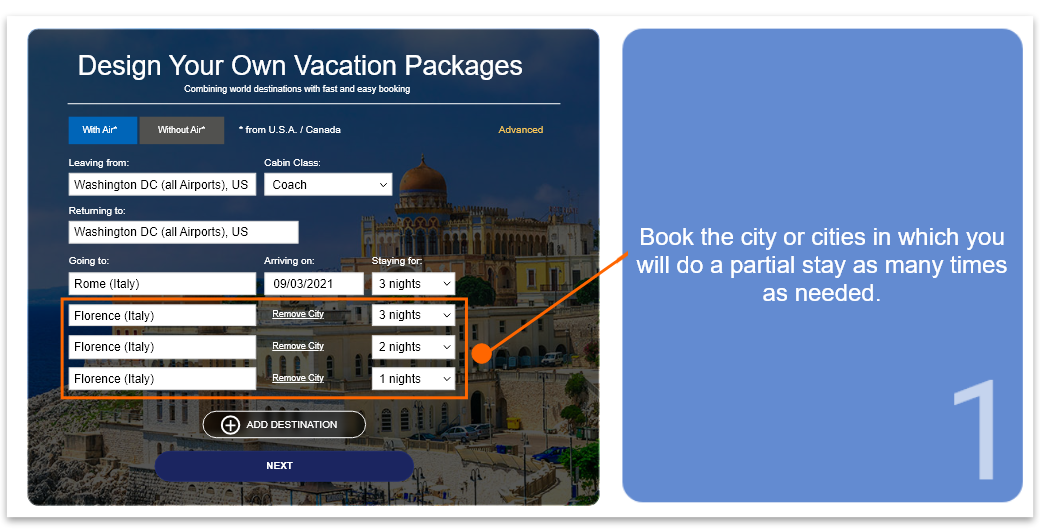 Design Your Own Vacation Packages
Combining world destinations with fast and easy booking
With Air* Without Air* * from U.S.A. / Canada Advanced
Leaving from: Cabin Class:
Washington DC (all Airports), US Coach
Returning to:
Washington DC (all Airports), US
Going to: Arriving on: Staying for:
Rome (Italy) 09/03/2021 3 nights
Florence (Italy) Remove City 3 nights
Florence (Italy) Remove City 2 nights
Florence (Italy) Remove City 1 nights
ADD DESTINATION
NEXT
Book the city or cities in which you
will do a partial stay as many times
as needed.
1